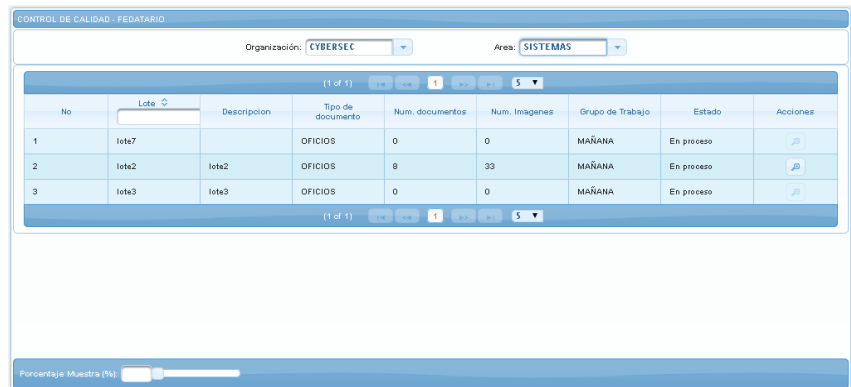 CONTROL DE CALIDAD - FEDATARIO
Organización: CYBERSEC Area: SISTEMAS
(1 of 1) 1 5
No Lote Descripcion Tipo de documento Num. documentos Num. Imagenes Grupo de Trabajo Estado Acciones
1 lote7 OFICIOS 0 0 MAÑANA En proceso
2 lote2 lote2 OFICIOS 8 33 MAÑANA En proceso
3 lote3 lote3 OFICIOS 0 0 MAÑANA En proceso
(1 of 1) 1 5
Porcentaje Muestra (%):